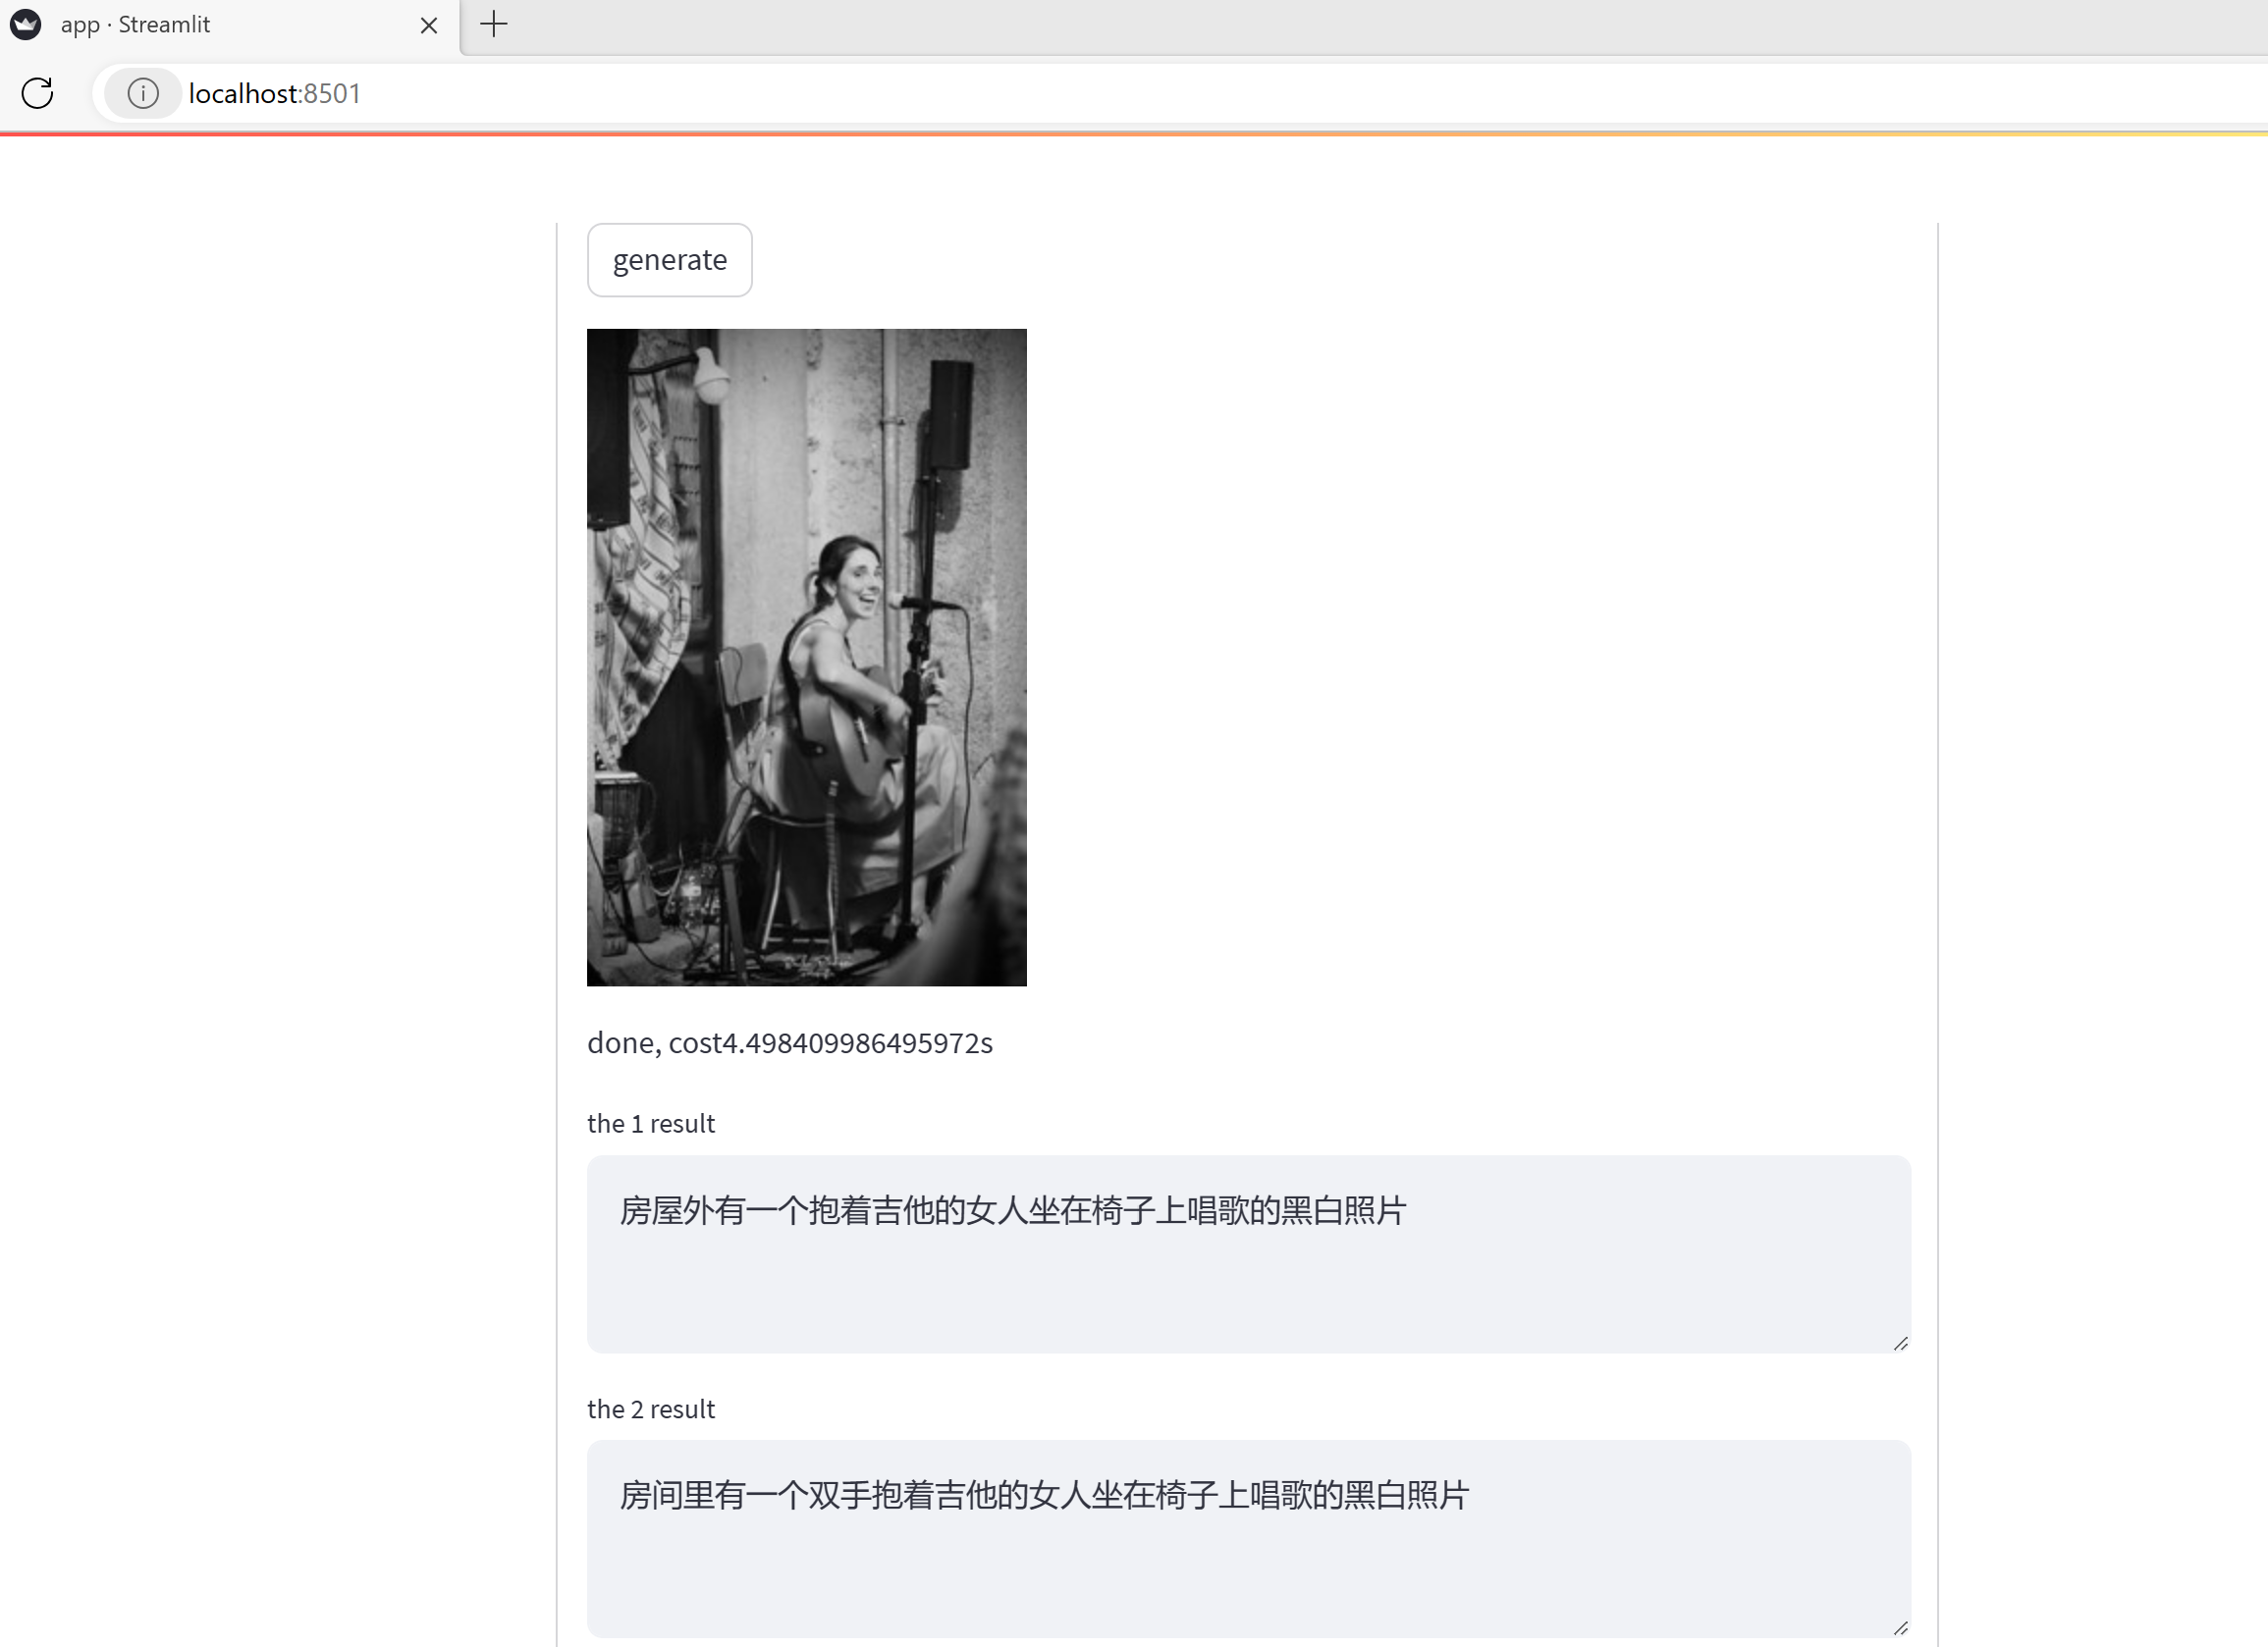 app · Streamlit
localhost:8501
generate
done, cost4.498409986495972s
the 1 result
房屋外有一个抱着吉他的女人坐在椅子上唱歌的黑白照片
the 2 result
房间里有一个双手抱着吉他的女人坐在椅子上唱歌的黑白照片